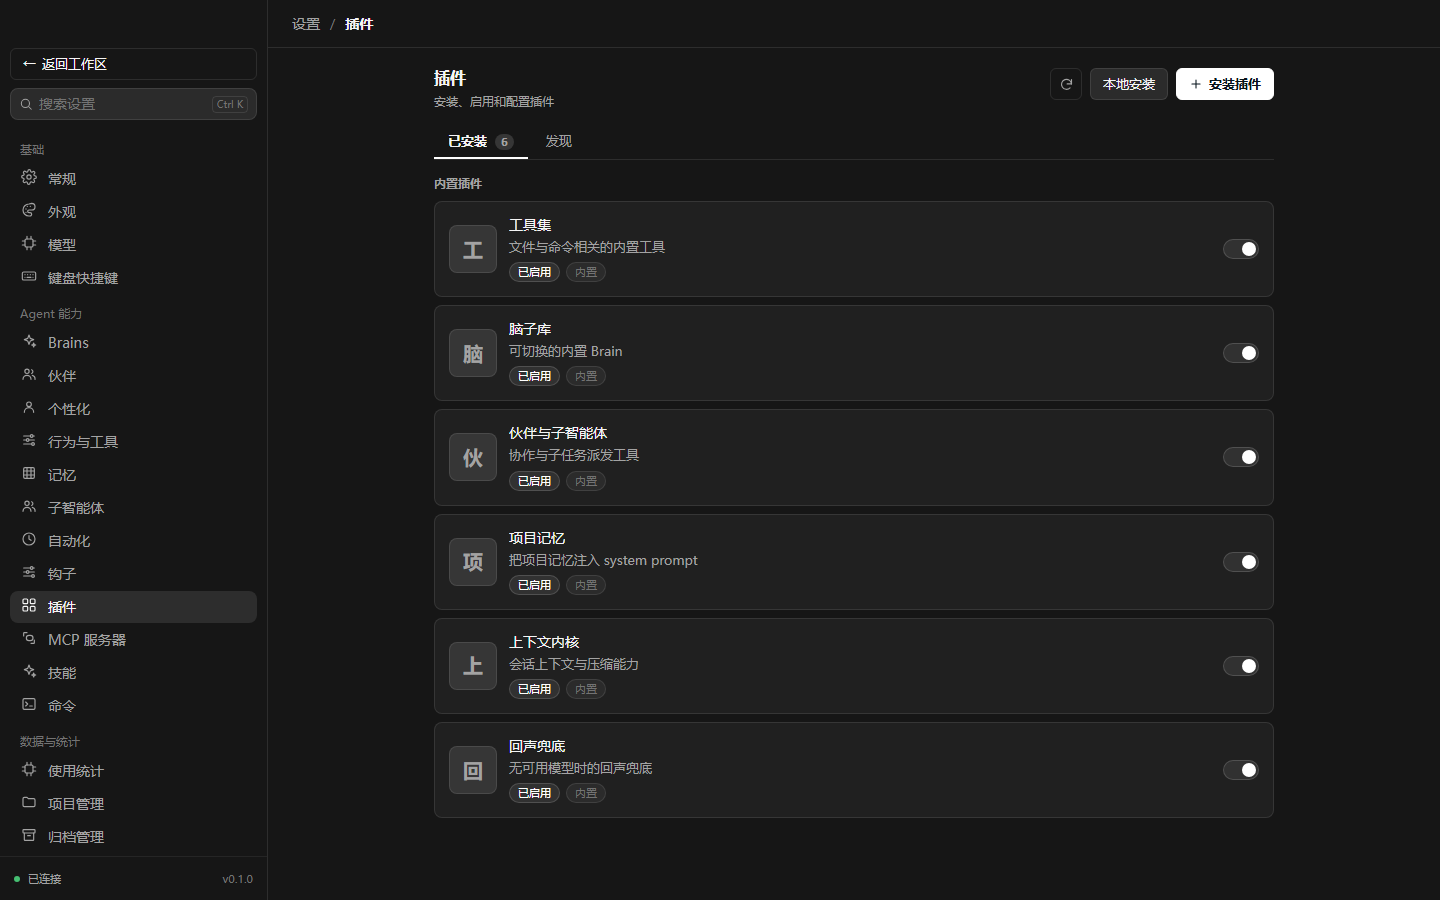 返回工作区
搜索设置 Ctrl K
基础
常规
外观
模型
键盘快捷键
Agent 能力
Brains
伙伴
个性化
行为与工具
记忆
子智能体
自动化
钩子
插件
MCP 服务器
技能
命令
数据与统计
使用统计
项目管理
归档管理
已连接 v0.1.0
设置 / 插件
插件
安装、启用和配置插件
本地安装
安装插件
已安装 6 发现
内置插件
工
工具集
文件与命令相关的内置工具
已启用 内置
脑
脑子库
可切换的内置 Brain
已启用 内置
伙
伙伴与子智能体
协作与子任务派发工具
已启用 内置
项
项目记忆
把项目记忆注入 system prompt
已启用 内置
上
上下文内核
会话上下文与压缩能力
已启用 内置
回
回声兜底
无可用模型时的回声兜底
已启用 内置